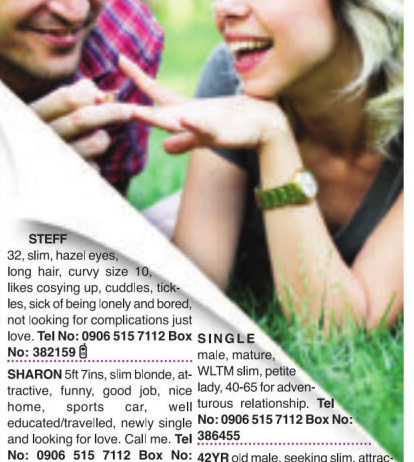 STEFF
32, slim, hazel eyes,
long hair, curvy size 10,
likes cosying up, cuddles, tick-
les, sick of being lonely and bored,
not looking for complications just
love. Tel No: 0906 515 7112 Box
No: 382159
SHARON 5ft 7ins, slim blonde, at-
tractive, funny, good job, nice
home, sports car, well
educated/travelled, newly single
and looking for love. Call me. Tel
No: 0906 515 7112 Box No:
SINGLE
male, mature,
WLTM slim, petite
lady, 40-65 for adven-
turous relationship. Tel
No: 0906 515 7112 Box No:
386455
42YR old male, seeking slim, attrac-